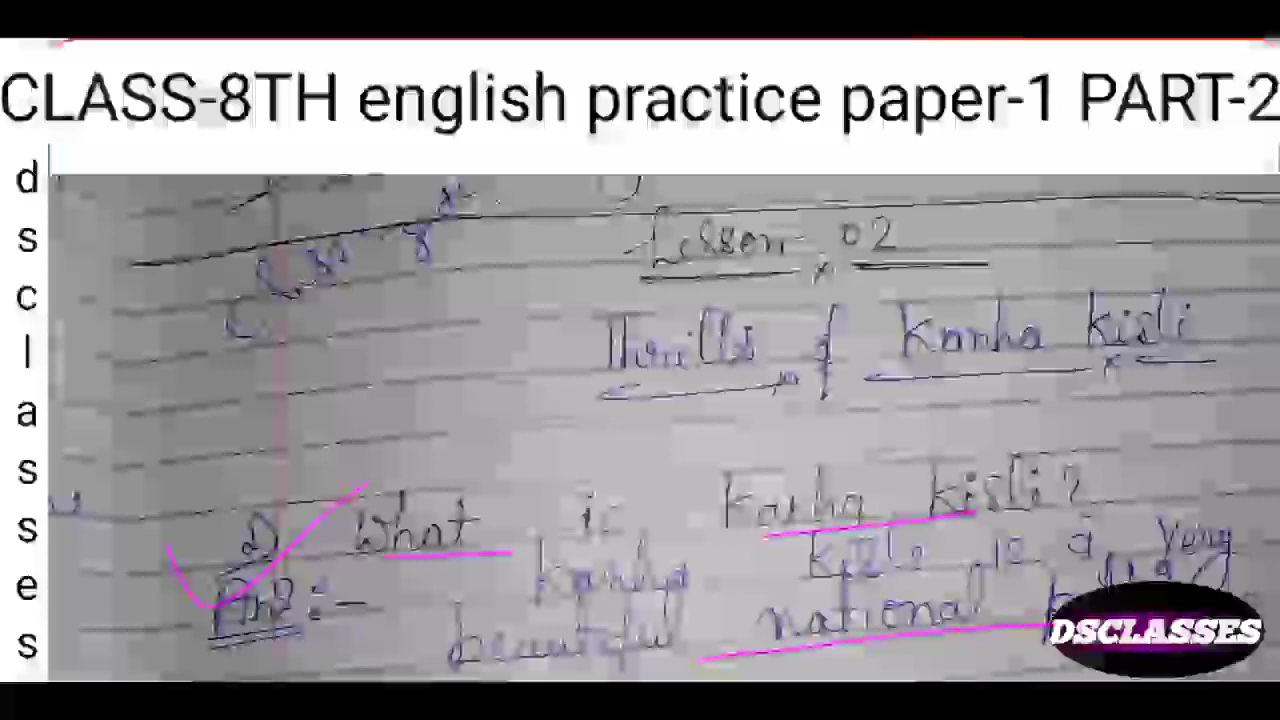 CLASS-8TH english practice paper-1 PART-2
d
s
c
l
a
s
s
e
s
Class 8th
Lesson 02
Thrills of Kanha kisli
2) What is Kanha kisli?
Ans:- Kanha kisli is a very
beautiful national
DSCLASSES